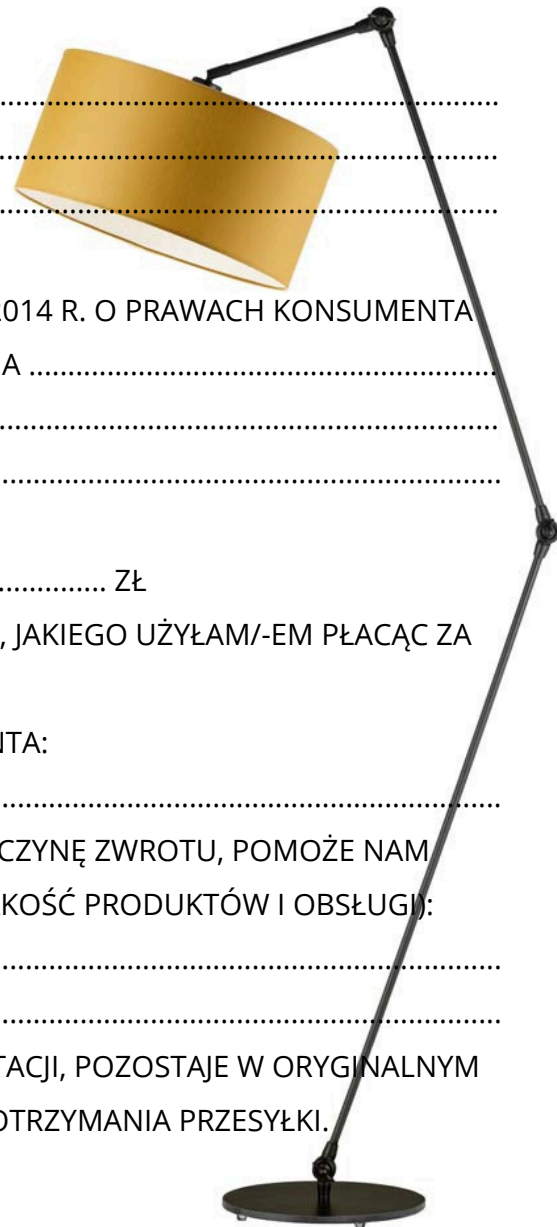 ....................................................................
....................................................................
....................................................................
2014 R. O PRAWACH KONSUMENTA
A ................................................................
....................................................................
....................................................................
............... ZŁ
, JAKIEGO UŻYŁAM/-EM PŁACĄC ZA
NTA:
....................................................................
CZYNĘ ZWROTU, POMOŻE NAM
KOŚĆ PRODUKTÓW I OBSŁUGI):
....................................................................
....................................................................
TACJI, POZOSTAJE W ORYGINALNYM
OTRZYMANIA PRZESYŁKI.